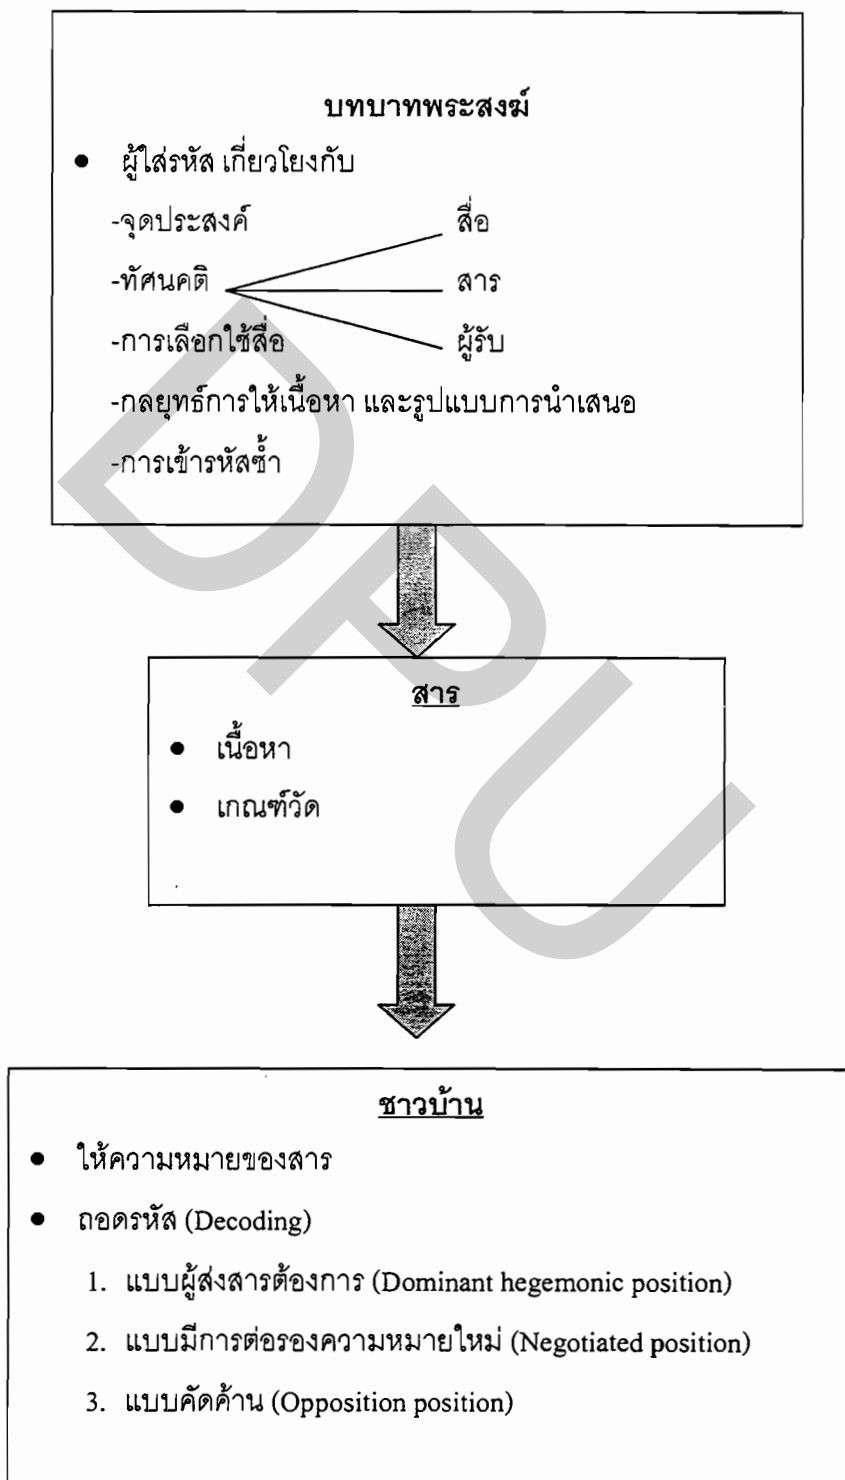 บทบาทพระสงฆ์
• ผู้ใส่รหัส เกี่ยวโยงกับ
-จุดประสงค์ สื่อ
-ทัศนคติ สาร
-การเลือกใช้สื่อ ผู้รับ
-กลยุทธ์การให้เนื้อหา และรูปแบบการนำเสนอ
-การเข้ารหัสซ้ำ
DPU
สาร
• เนื้อหา
• เกณฑ์วัด
ชาวบ้าน
• ให้ความหมายของสาร
• ถอดรหัส (Decoding)
1. แบบผู้ส่งสารต้องการ (Dominant hegemonic position)
2. แบบมีการต่อรองความหมายใหม่ (Negotiated position)
3. แบบคัดค้าน (Opposition position)